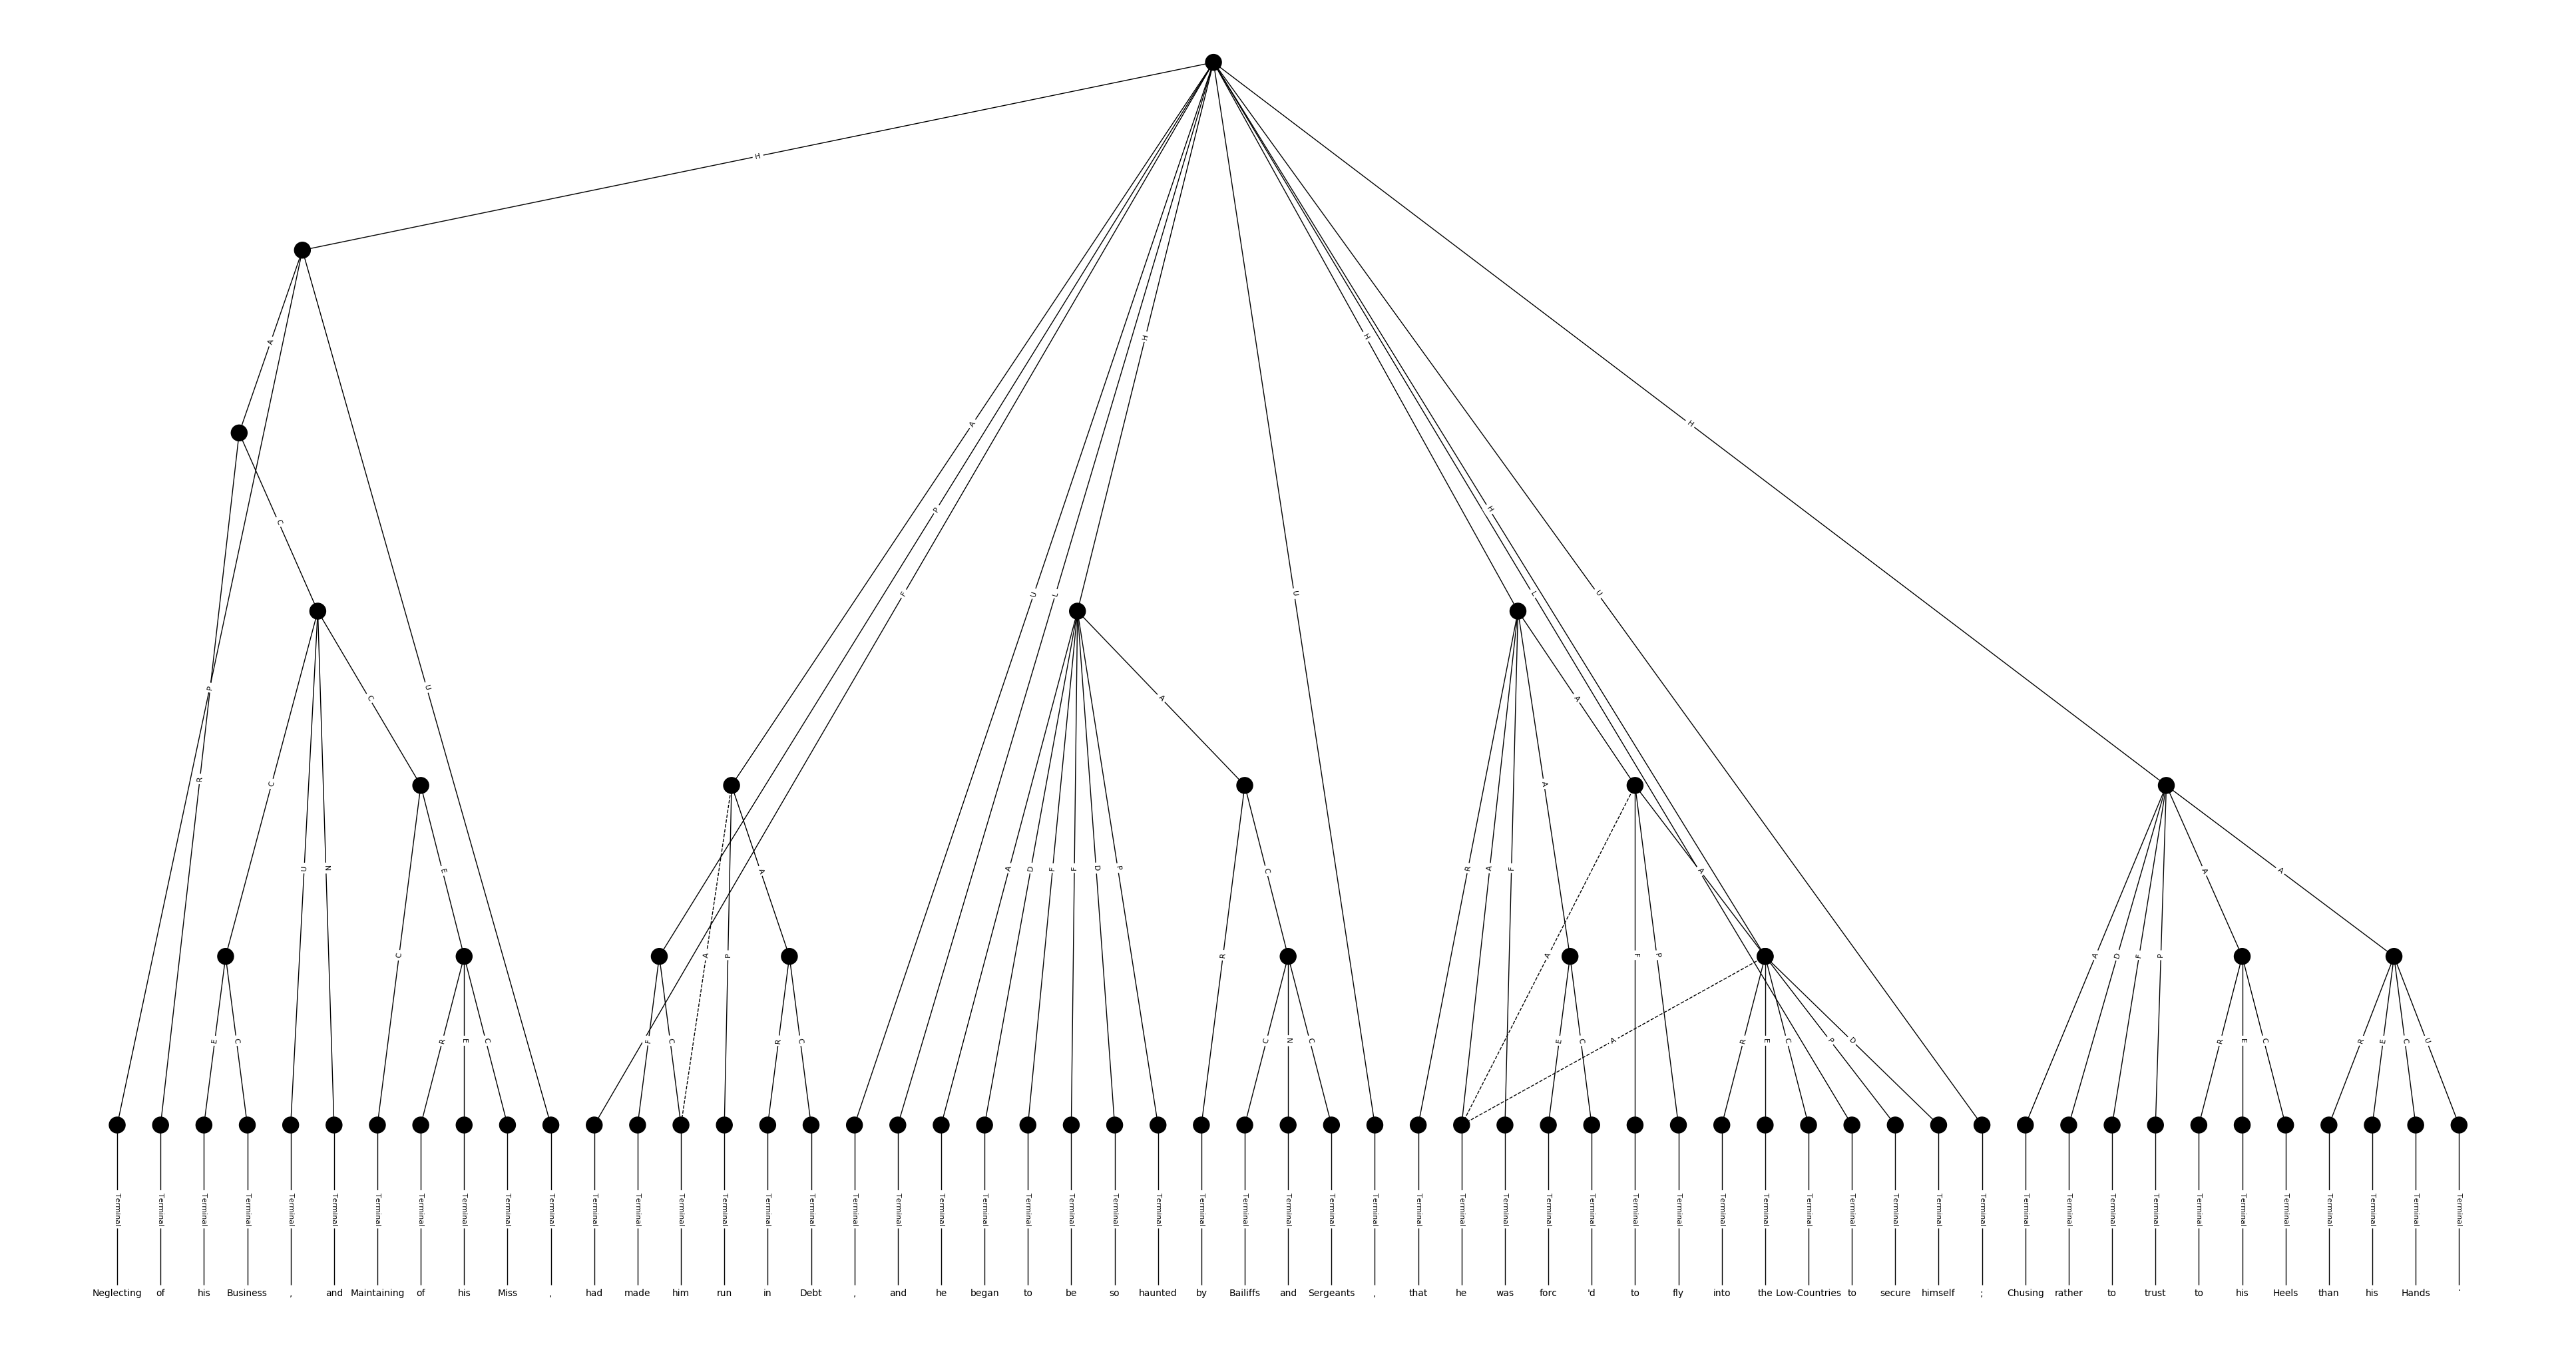 H
A
C
P
R
C
U
N
C
U
E
C
C
E
R
E
C
A
P
F
A
P
A
F
C
R
C
U
L
H
A
D
F
F
D
P
A
R
C
C
N
C
U
H
L
H
U
R
A
F
A
A
E
C
A
F
P
A
A
R
E
C
P
D
H
A
D
F
P
A
A
R
E
C
R
E
C
U
Terminal Terminal Terminal Terminal Terminal Terminal Terminal Terminal Terminal Terminal Terminal Terminal Terminal Terminal Terminal Terminal Terminal Terminal Terminal Terminal Terminal Terminal Terminal Terminal Terminal Terminal Terminal Terminal Terminal Terminal Terminal Terminal Terminal Terminal Terminal Terminal Terminal Terminal Terminal Terminal Terminal Terminal Terminal Terminal Terminal Terminal Terminal Terminal Terminal Terminal Terminal Terminal Terminal Terminal Terminal
Neglecting of his Business , and Maintaining of his Miss , had made him run in Debt , and he began to be so haunted by Bailiffs and Sergeants , that he was forc 'd to fly into the Low-Countries to secure himself ; Chusing rather to trust to his Heels than his Hands